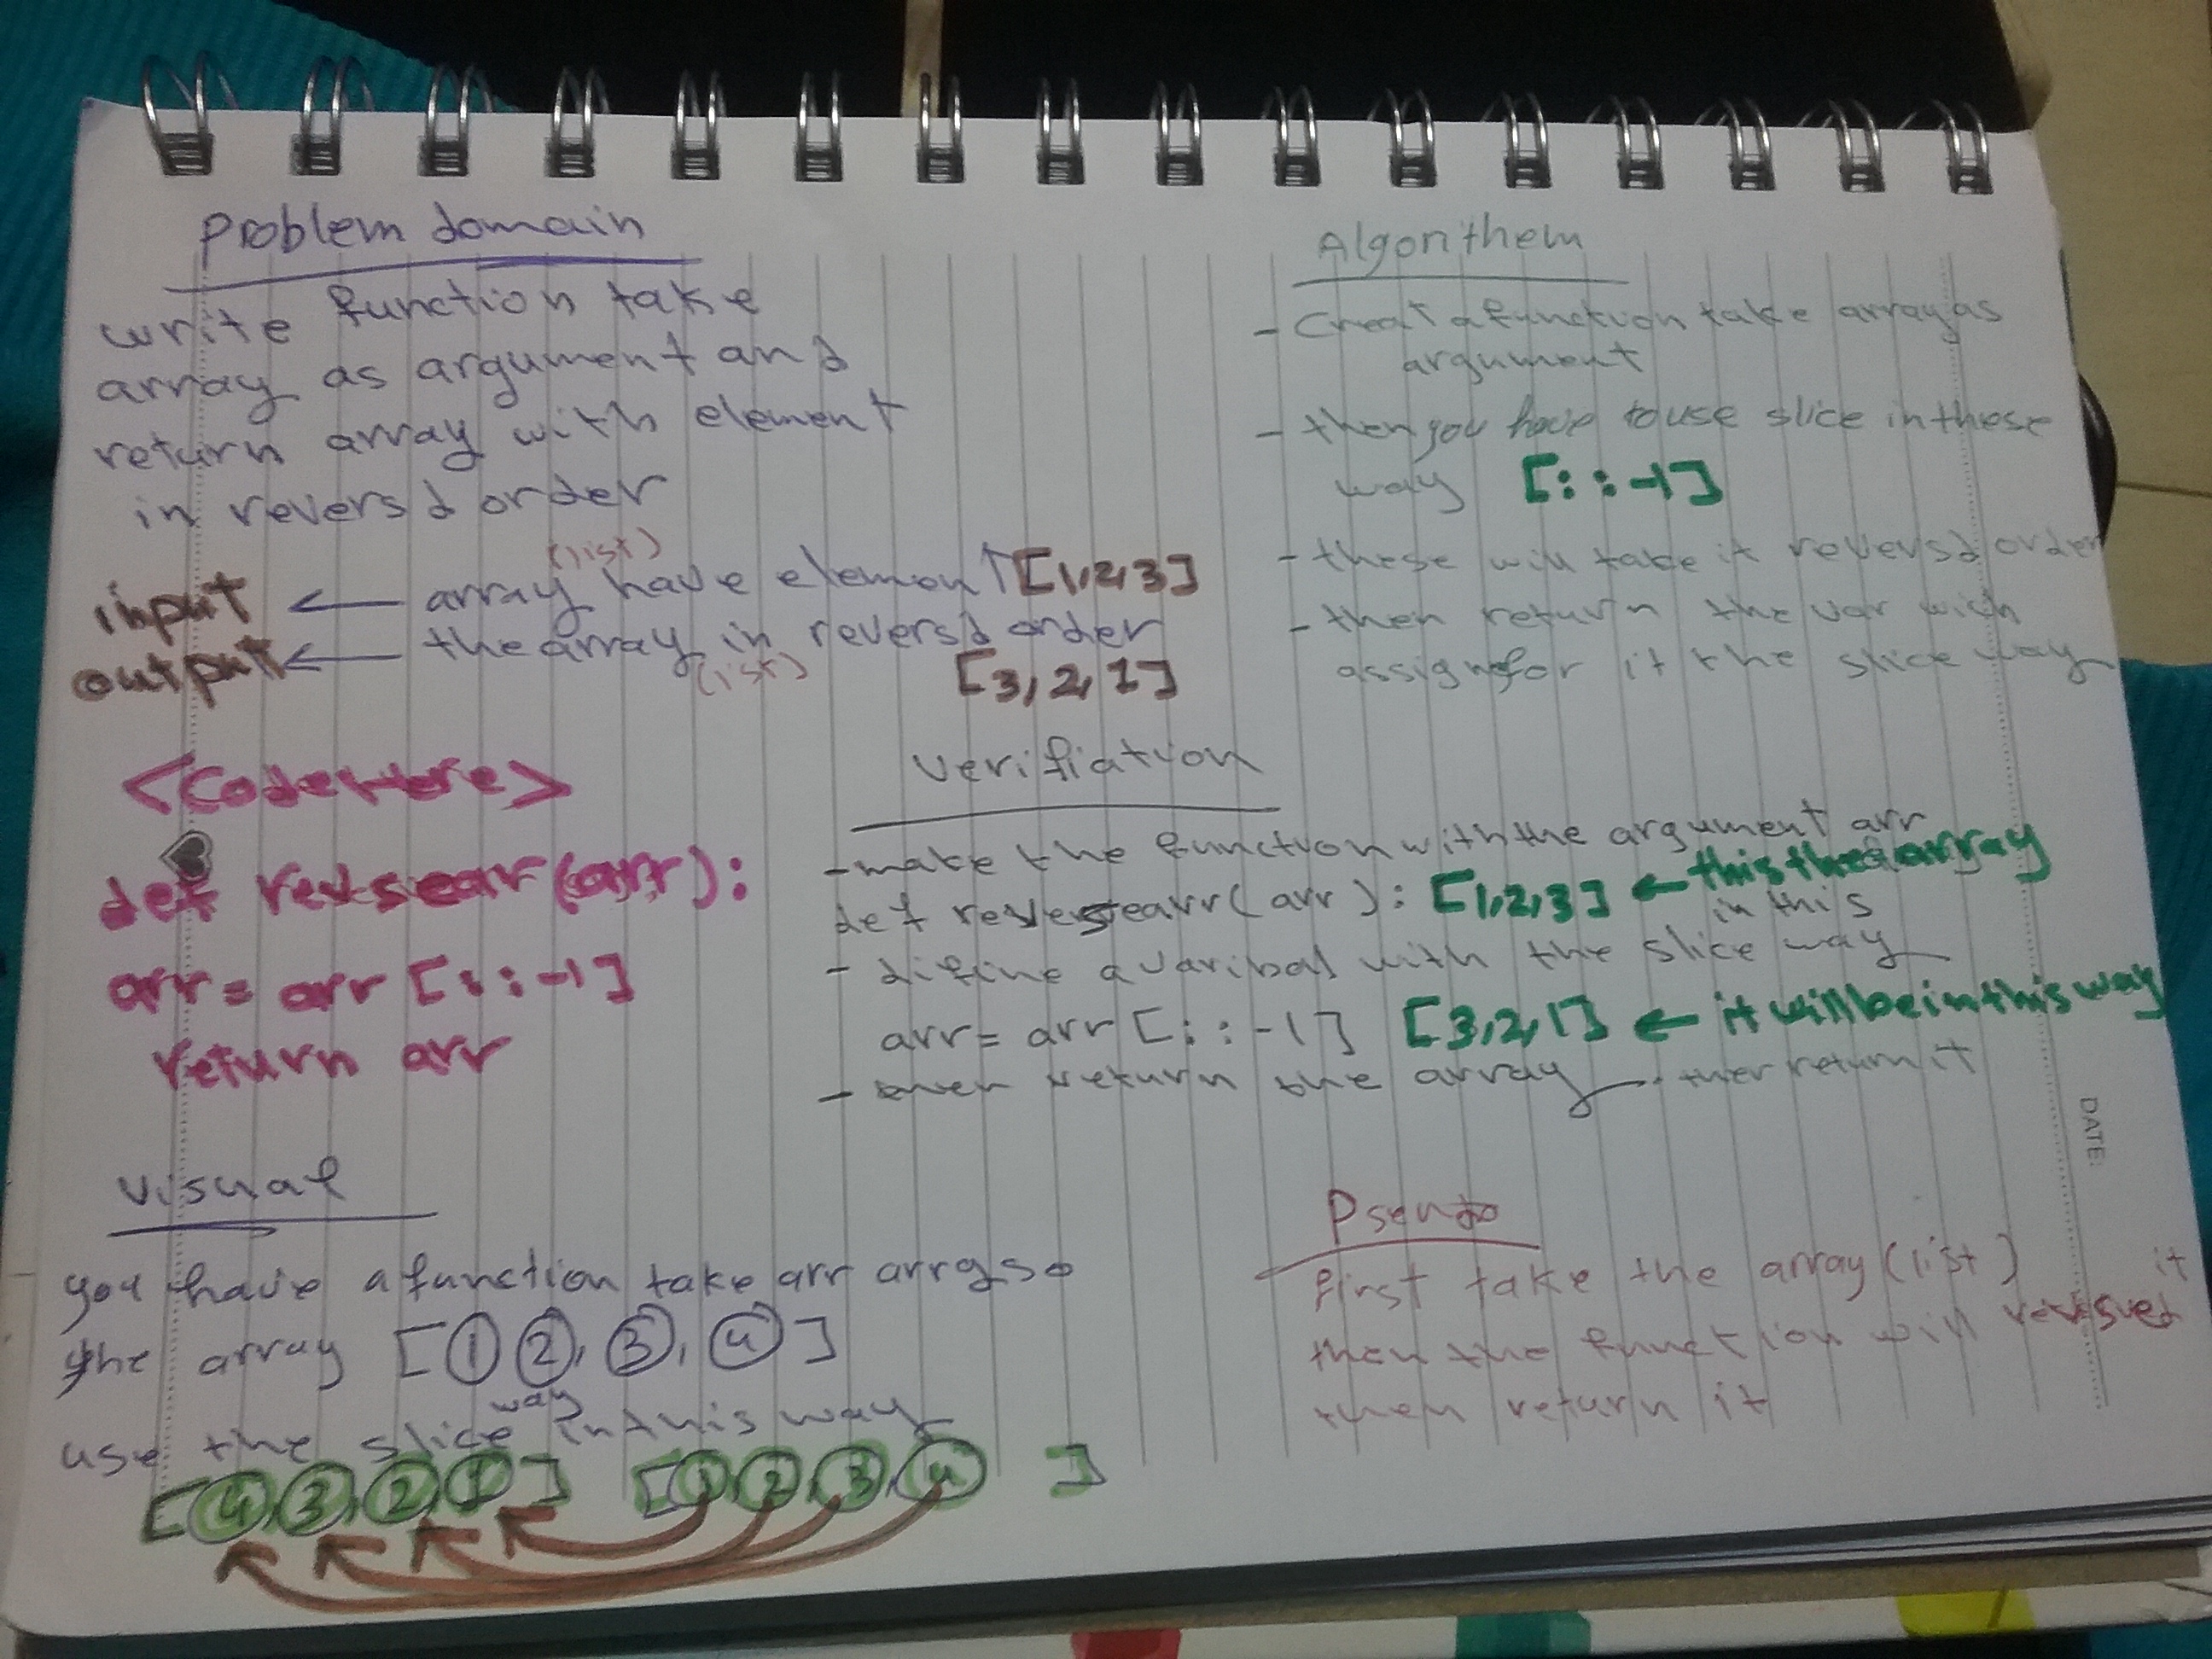 Problem domain
write function take
array as argument and
return array with element
in reversd order
(list)
input ← array have element [1,2,3]
output ← the array in reversd order
(list) [3,2,1]
Algorithem
- Creat a function take array as
argument
- then you have to use slice in these
way [: : -1]
- these will take it reversd order
- then return the var with
assign for it the slice way
<Code Here>
def revsear(arr):
arr = arr [: : -1]
return arr
verifiation
- make the function with the argument arr
def reversearr(arr): [1,2,3] ← this the array
in this
- difine a varibal with the slice way
arr = arr [: : -1] [3,2,1] ← it will be in this way
- return the array then return it
visual
you have a function take arr arrgs
the array [1 2, 3, 4]
way
use the slice in this way
[4, 3, 2, 1] [1, 2, 3, 4 ]
Pseudo
first take the array (list) it
then the function will
then return it
DATE: